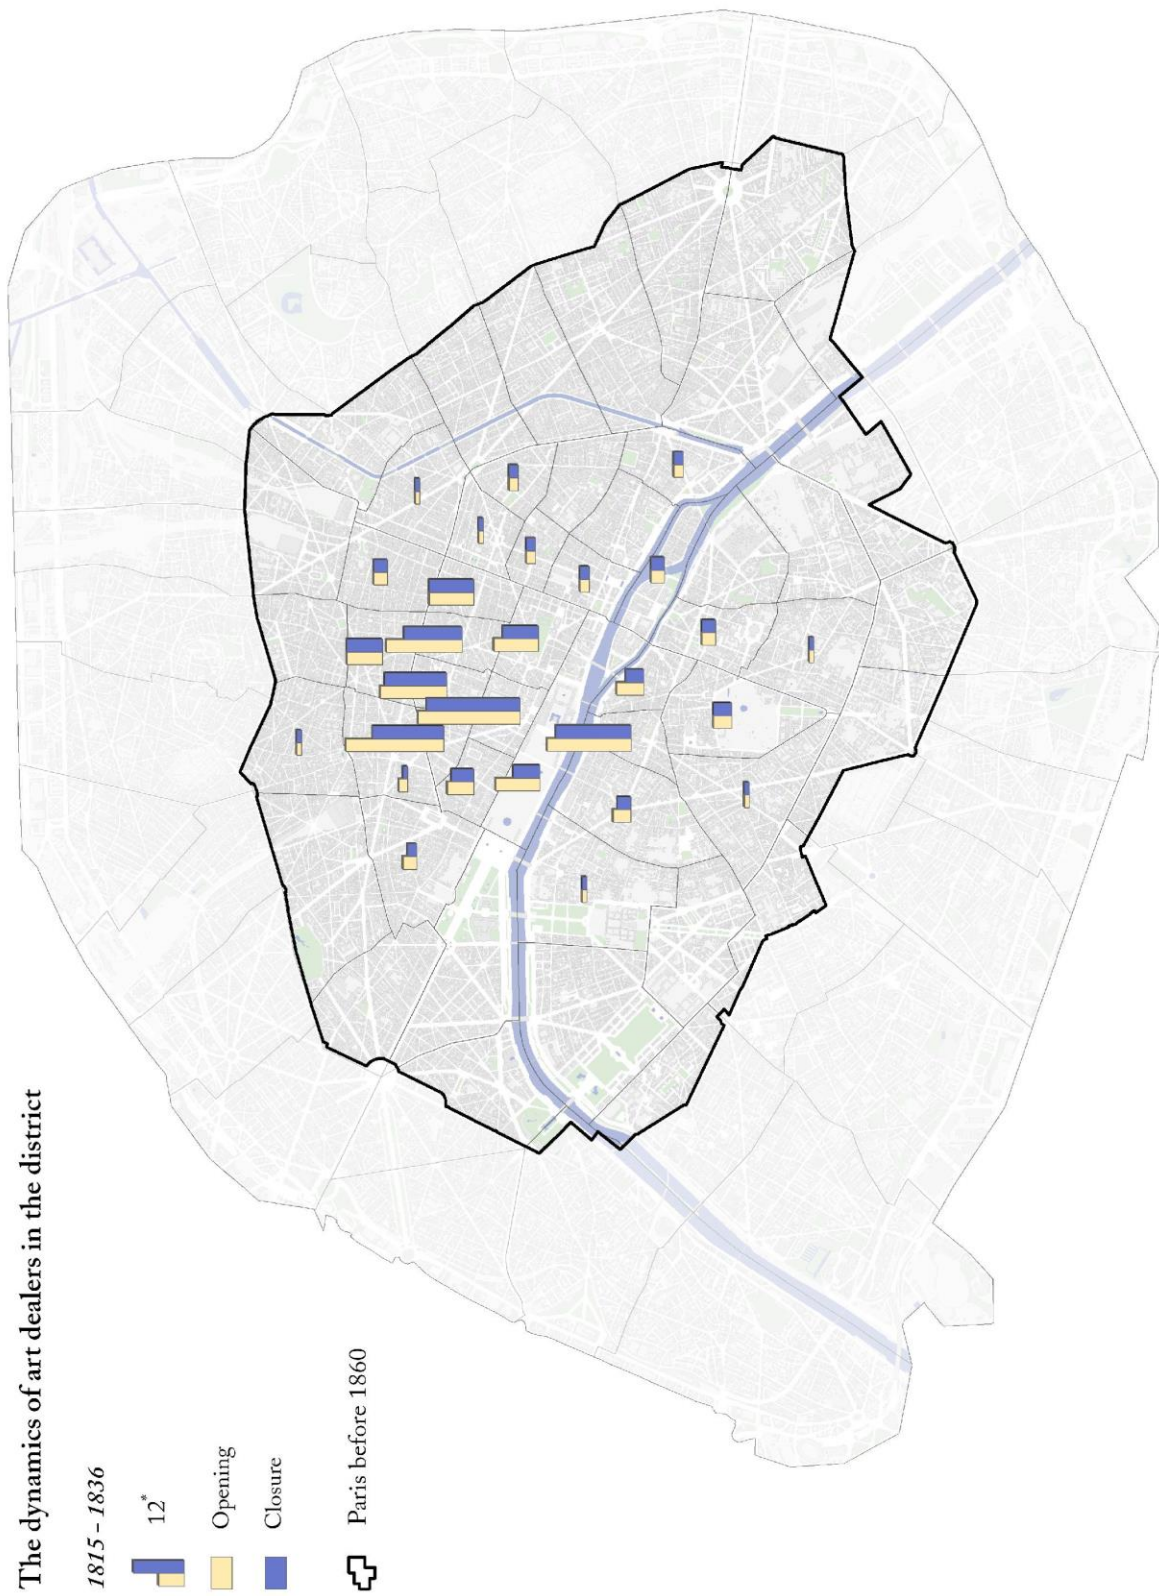 The dynamics of art dealers in the district
1815 - 1836
12*
Opening
Closure
Paris before 1860